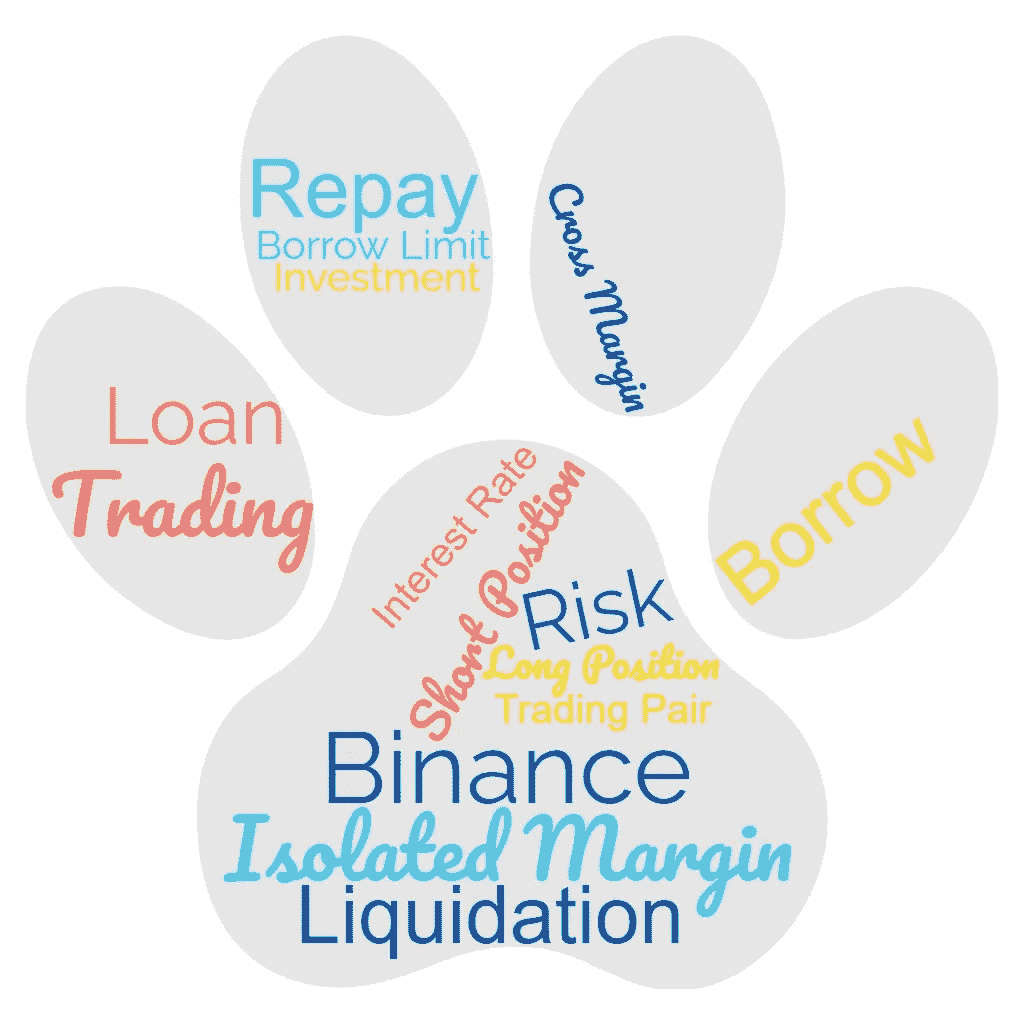 Repay
Borrow Limit
Investment
Cross Margin
Loan
Trading
Borrow
Interest Rate
Short Position
Risk
Long Position
Trading Pair
Binance
Isolated Margin
Liquidation